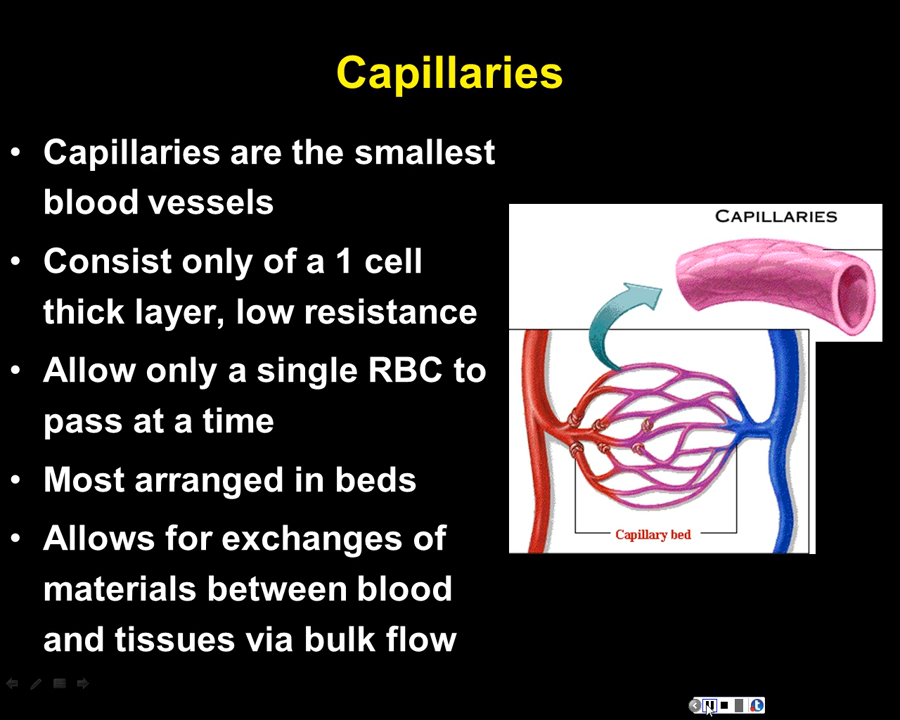 Capillaries
• Capillaries are the smallest
blood vessels
• Consist only of a 1 cell
thick layer, low resistance
• Allow only a single RBC to
pass at a time
• Most arranged in beds
• Allows for exchanges of
materials between blood
and tissues via bulk flow
CAPILLARIES
Capillary bed